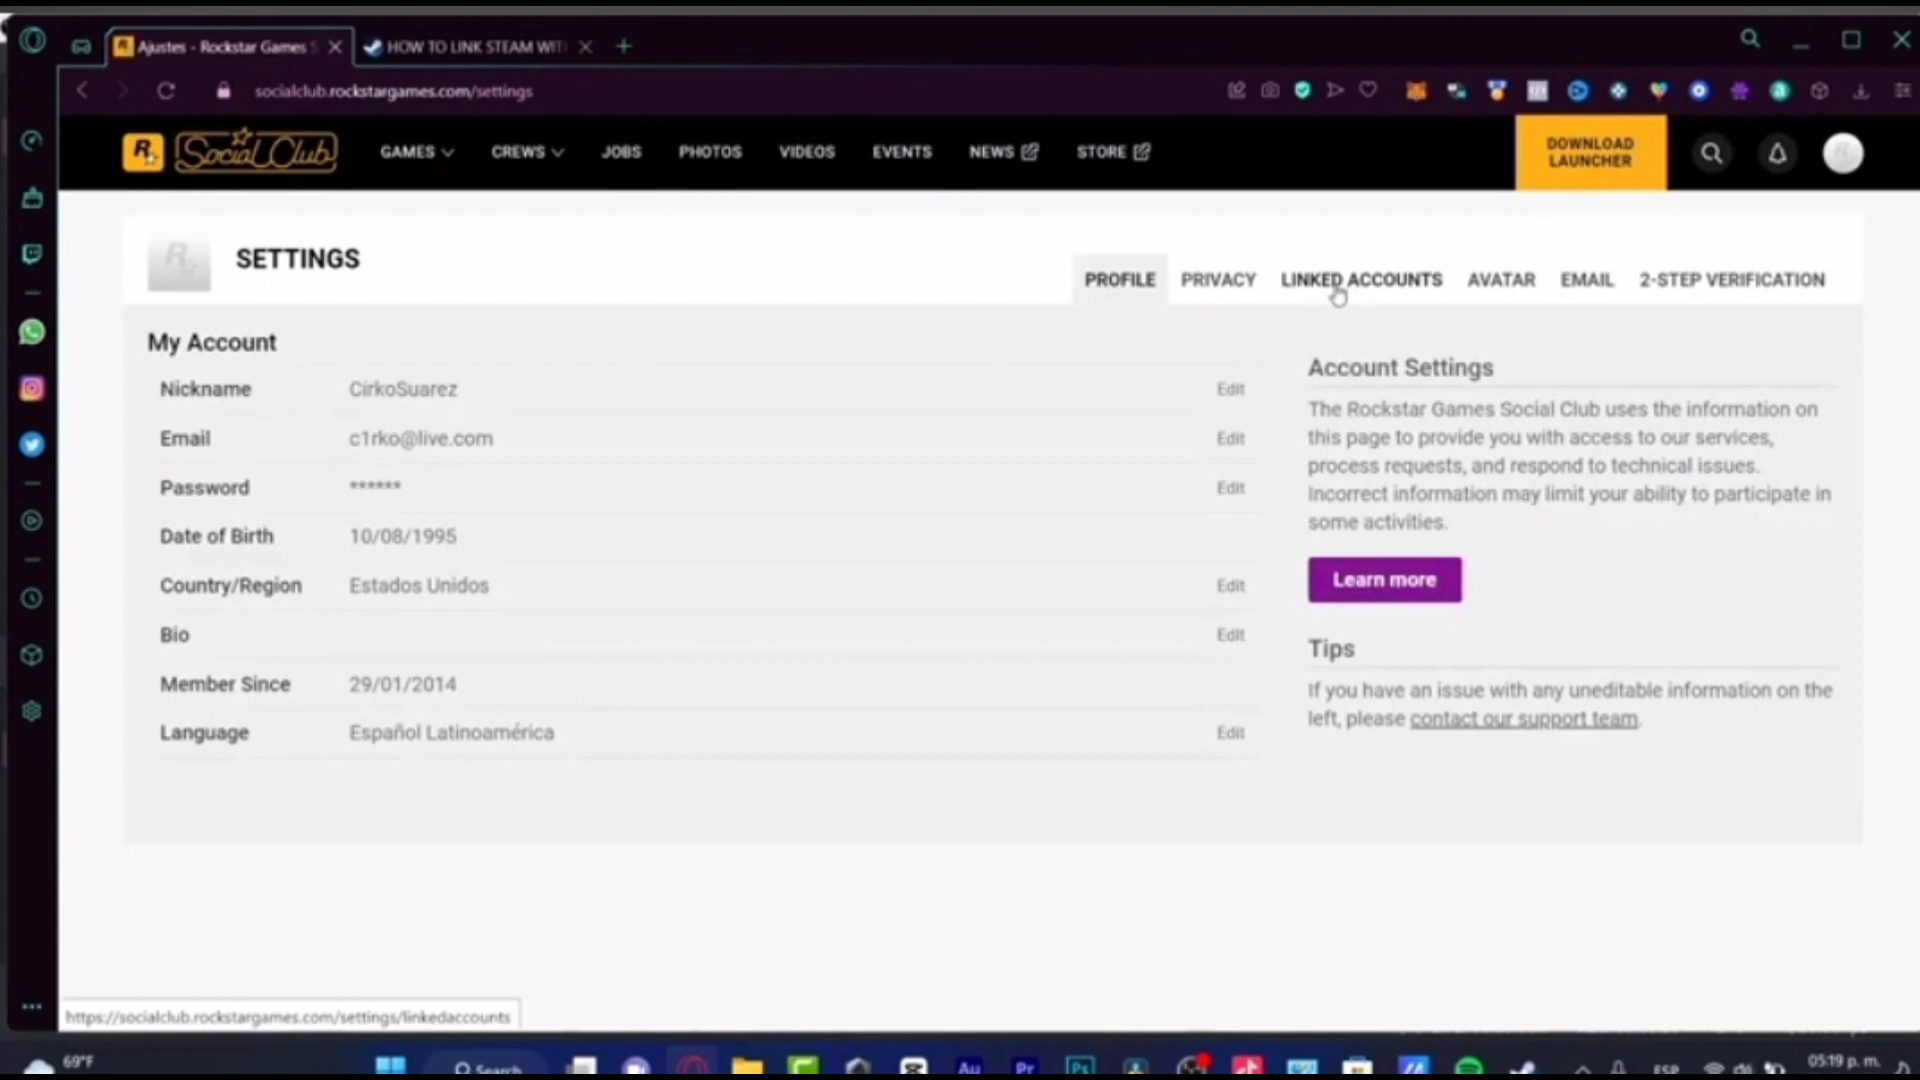 Ajustes - Rockstar Games S
HOW TO LINK STEAM WIT
socialclub.rockstargames.com/settings
Social Club
GAMES
CREWS
JOBS
PHOTOS
VIDEOS
EVENTS
NEWS
STORE
DOWNLOAD
LAUNCHER
SETTINGS
PROFILE
PRIVACY
LINKED ACCOUNTS
AVATAR
EMAIL
2-STEP VERIFICATION
My Account
Nickname CirkoSuarez Edit
Email c1rko@live.com Edit
Password ****** Edit
Date of Birth 10/08/1995
Country/Region Estados Unidos Edit
Bio Edit
Member Since 29/01/2014
Language Español Latinoamérica Edit
Account Settings
The Rockstar Games Social Club uses the information on
this page to provide you with access to our services,
process requests, and respond to technical issues.
Incorrect information may limit your ability to participate in
some activities.
Learn more
Tips
If you have an issue with any uneditable information on the
left, please contact our support team.
https://socialclub.rockstargames.com/settings/linkedaccounts
69°F
Search
Au
Pr
Ps
ESP
05:19 p. m.